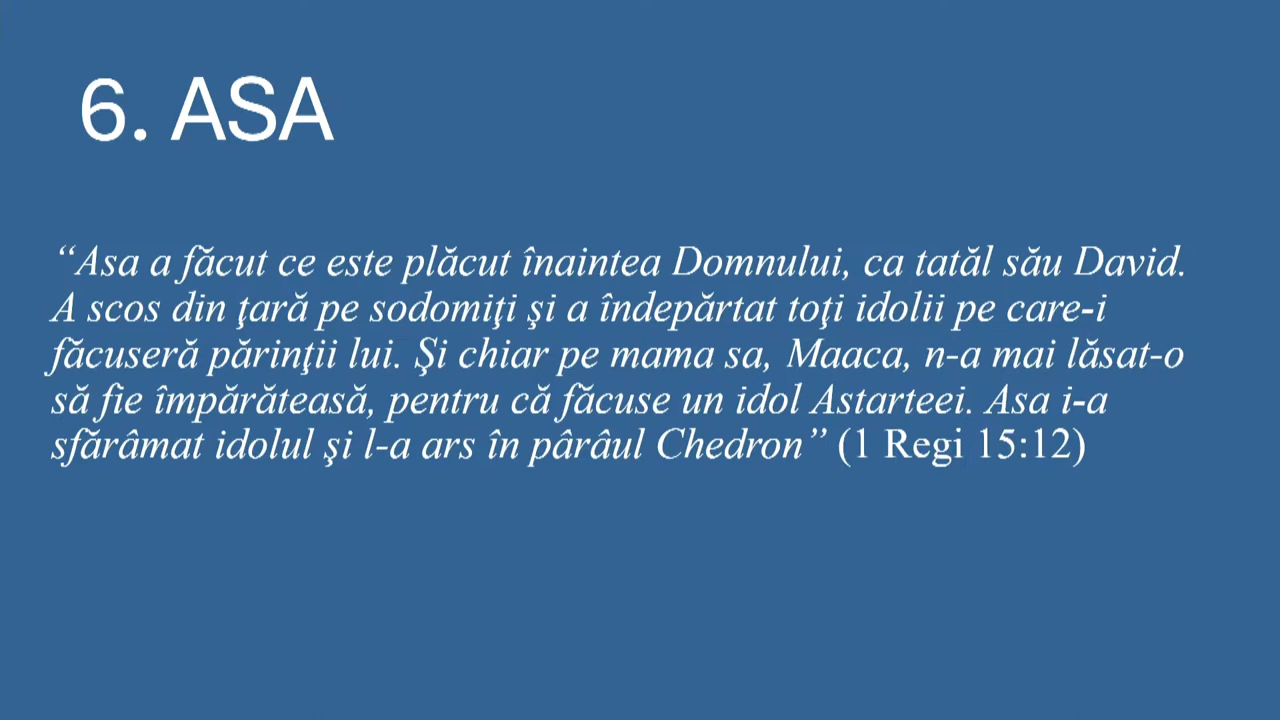 6. ASA
“Asa a făcut ce este plăcut înaintea Domnului, ca tatăl său David.
A scos din ţară pe sodomiţi şi a îndepărtat toţi idolii pe care-i
făcuseră părinţii lui. Şi chiar pe mama sa, Maaca, n-a mai lăsat-o
să fie împărăteasă, pentru că făcuse un idol Astarteei. Asa i-a
sfărâmat idolul şi l-a ars în pârâul Chedron” (1 Regi 15:12)